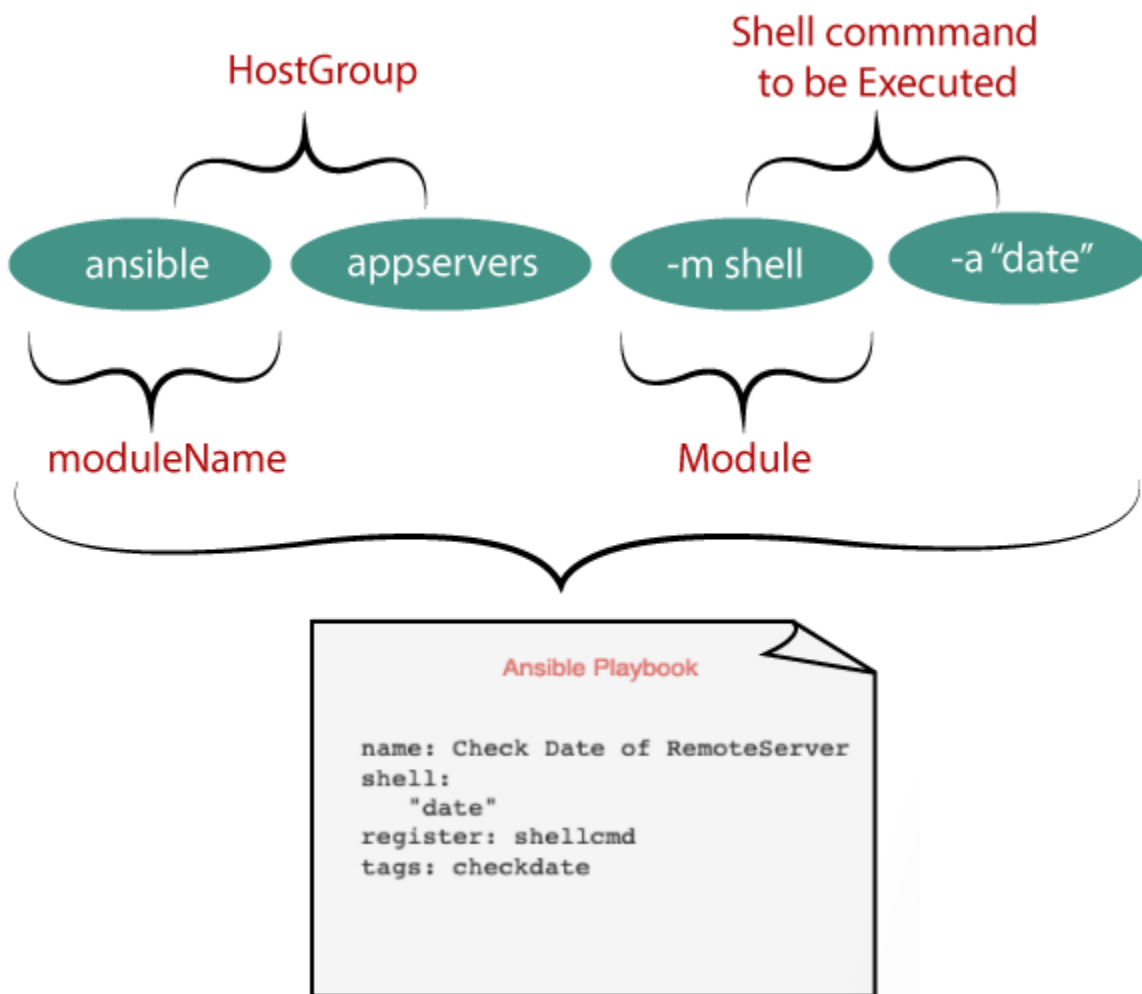 HostGroup
Shell commmand
to be Executed
ansible
appservers
-m shell
-a “date”
moduleName
Module
Ansible Playbook
name: Check Date of RemoteServer
shell:
"date"
register: shellcmd
tags: checkdate